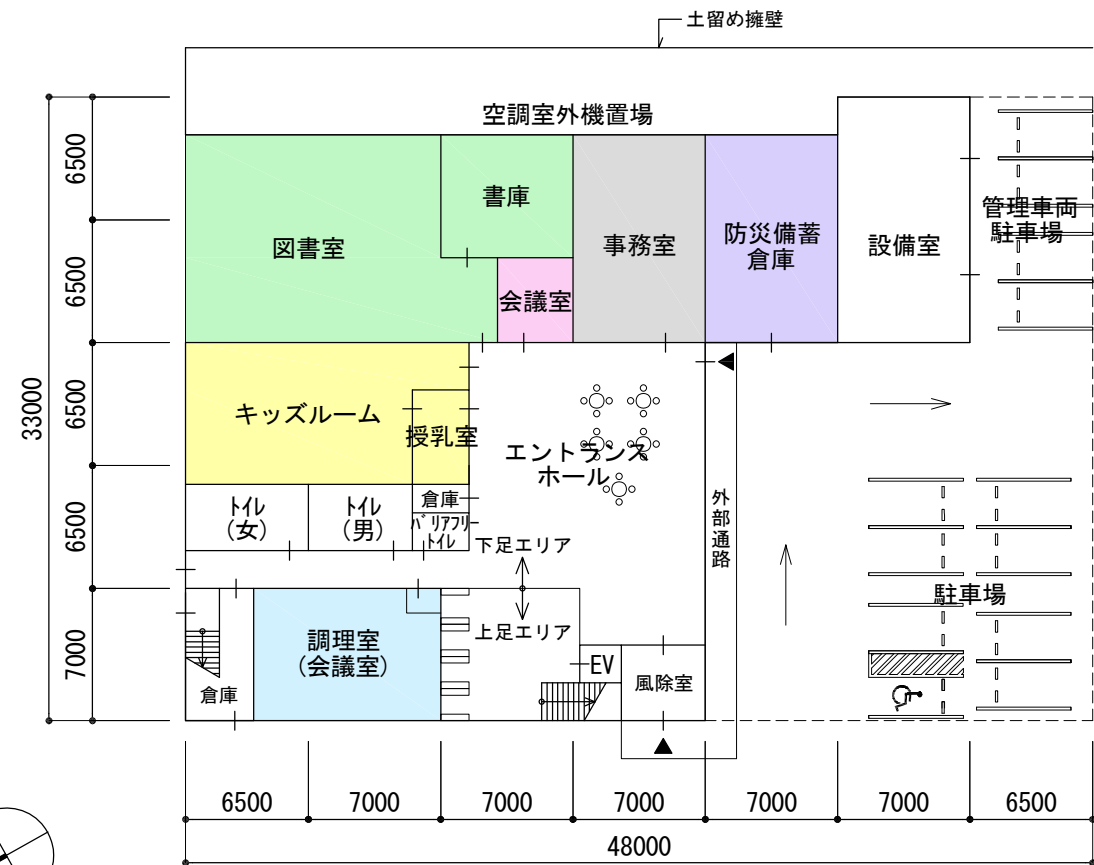 土留め擁壁
空調室外機置場
6500
書庫
図書室
事務室
防災備蓄
倉庫
設備室
管理車両
駐車場
6500
会議室
33000
6500
キッズルーム
授乳室
エントランス
ホール
6500
トイレ
(女)
トイレ
(男)
倉庫
バリアフリー
トイレ
外部通路
下足エリア
駐車場
上足エリア
7000
調理室
(会議室)
EV
風除室
倉庫
6500
7000
7000
7000
7000
7000
6500
48000